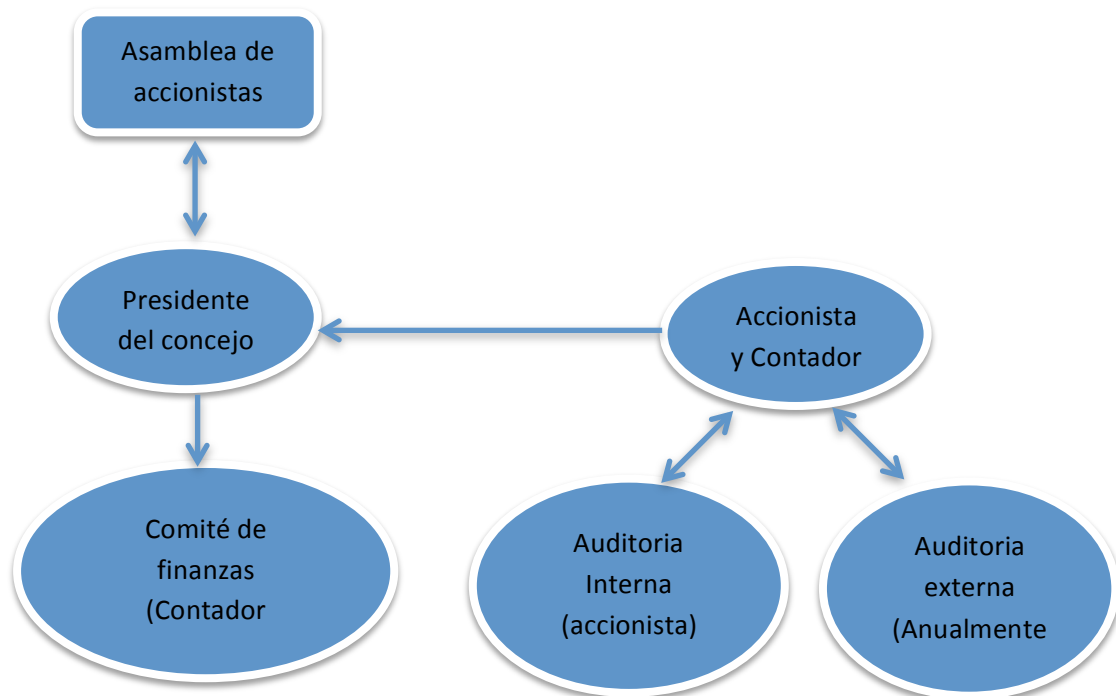 Asamblea de
accionistas
Presidente
del concejo
Accionista
y Contador
Comité de
finanzas
(Contador
Auditoria
Interna
(accionista)
Auditoria
externa
(Anualmente